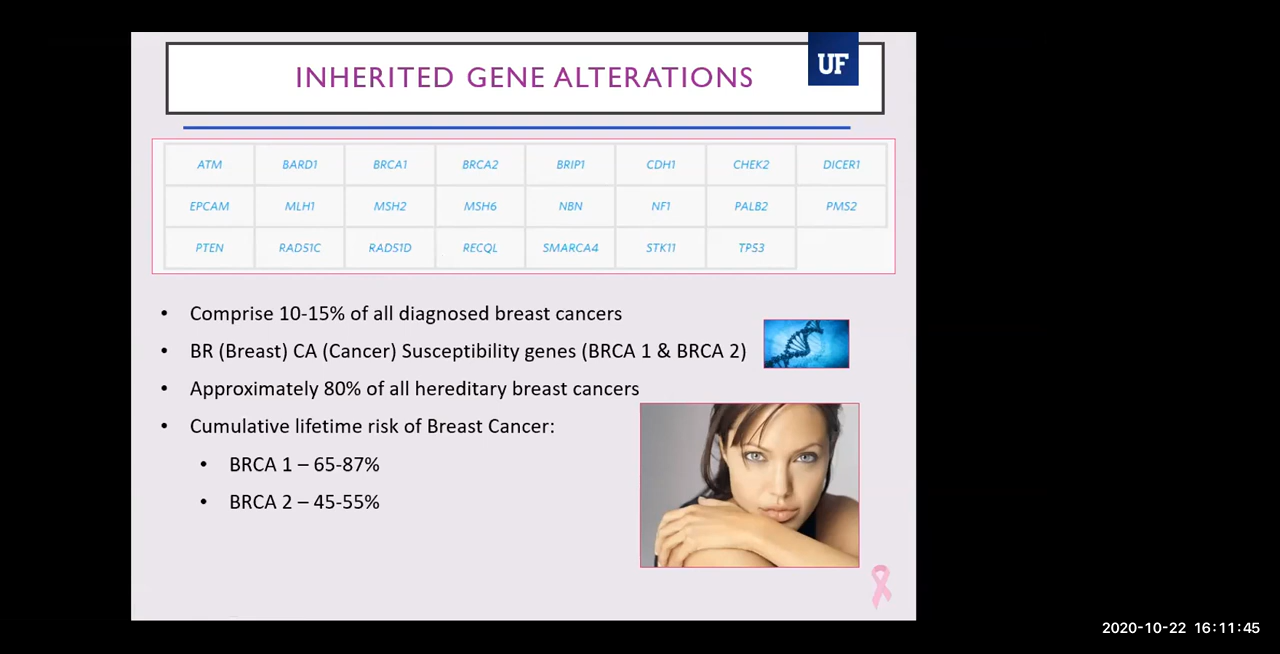 INHERITED GENE ALTERATIONS
UF
ATM BARD1 BRCA1 BRCA2 BRIP1 CDH1 CHEK2 DICER1
EPCAM MLH1 MSH2 MSH6 NBN NF1 PALB2 PMS2
PTEN RAD51C RAD51D RECQL SMARCA4 STK11 TP53
• Comprise 10-15% of all diagnosed breast cancers
• BR (Breast) CA (Cancer) Susceptibility genes (BRCA 1 & BRCA 2)
• Approximately 80% of all hereditary breast cancers
• Cumulative lifetime risk of Breast Cancer:
• BRCA 1 – 65-87%
• BRCA 2 – 45-55%
2020-10-22 16:11:45